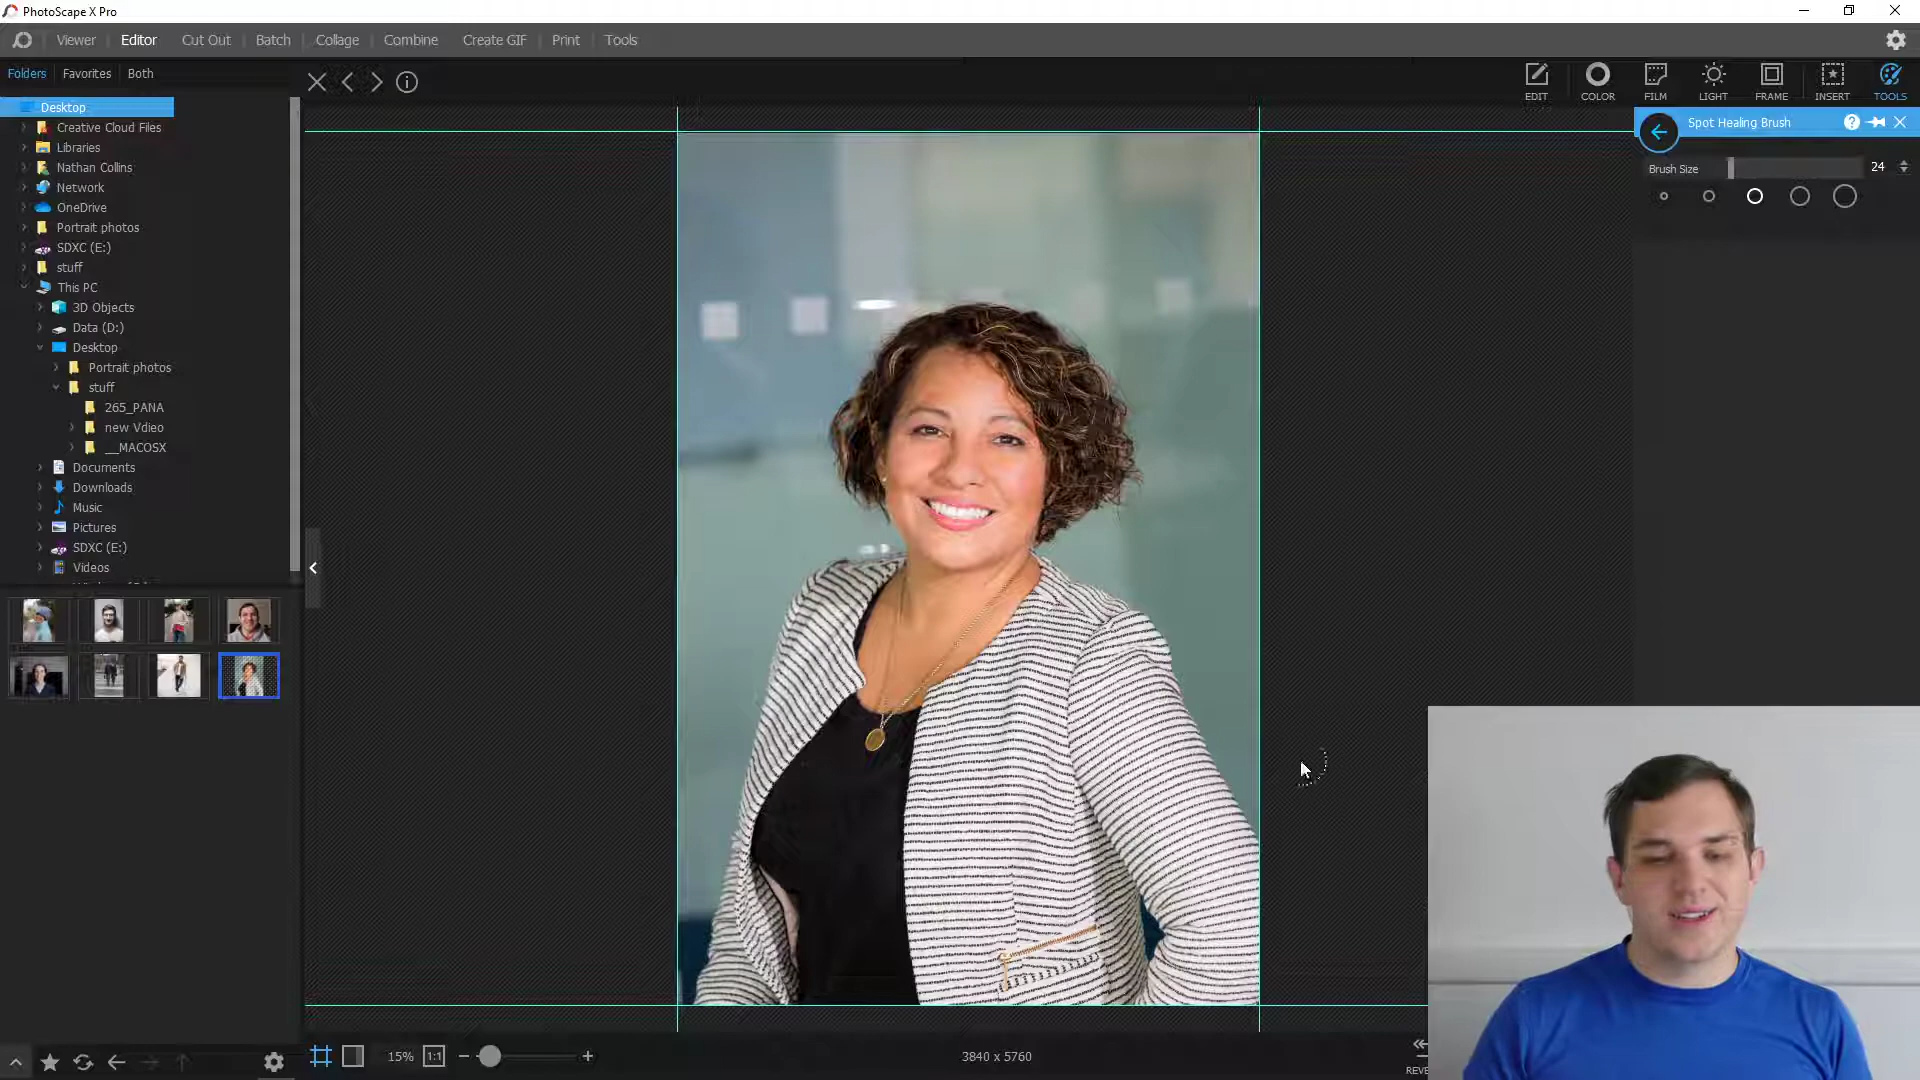 PhotoScape X Pro
Viewer Editor Cut Out Batch Collage Combine Create GIF Print Tools
Folders Favorites Both
EDIT COLOR FILM LIGHT FRAME INSERT TOOLS
Spot Healing Brush
Brush Size 24
Desktop
Creative Cloud Files
Libraries
Nathan Collins
Network
OneDrive
Portrait photos
SDXC (E:)
stuff
This PC
3D Objects
Data (D:)
Desktop
Portrait photos
stuff
265_PANA
new Vdieo
__MACOSX
Documents
Downloads
Music
Pictures
SDXC (E:)
Videos
15% 1:1 3840 x 5760